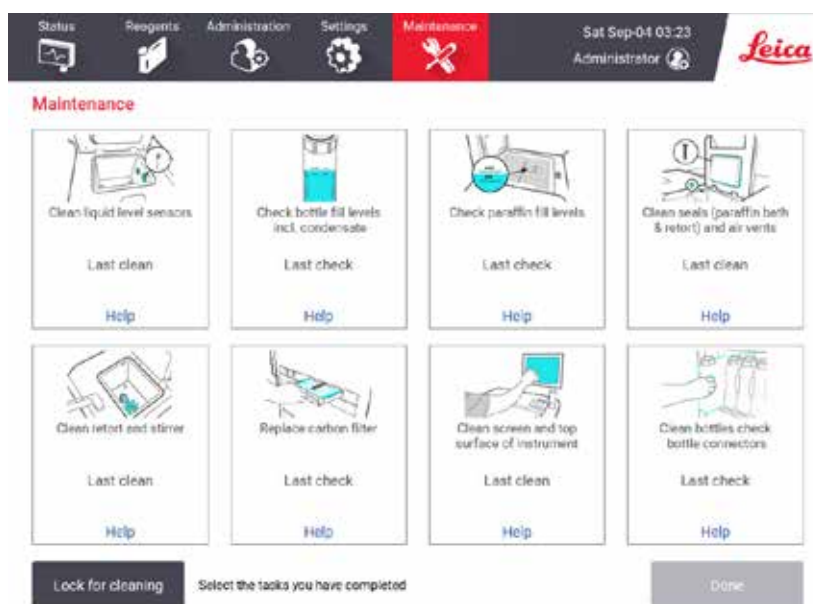 Status Reagents Administration Settings Maintenance Sat Sep-04 03:23
Administrator
Leica
Maintenance
Clean liquid level sensors
Last clean
Help
Check bottle fill levels
incl. condensate
Last check
Help
Check paraffin fill levels
Last check
Help
Clean seals (paraffin bath
& retort) and air vents
Last clean
Help
Clean retort and stirrer
Last clean
Help
Replace carbon filter
Last check
Help
Clean screen and top
surface of instrument
Last clean
Help
Clean bottles check
bottle connectors
Last check
Help
Lock for cleaning
Select the tasks you have completed
Done